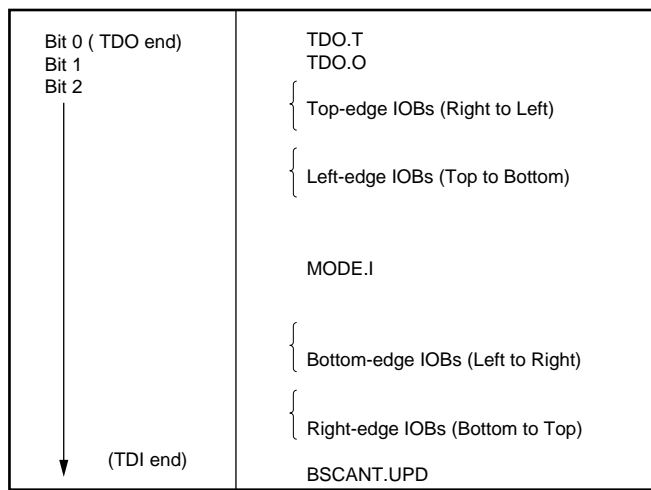 Bit 0 ( TDO end)
Bit 1
Bit 2
(TDI end)
TDO.T
TDO.O
Top-edge IOBs (Right to Left)
Left-edge IOBs (Top to Bottom)
MODE.I
Bottom-edge IOBs (Left to Right)
Right-edge IOBs (Bottom to Top)
BSCANT.UPD